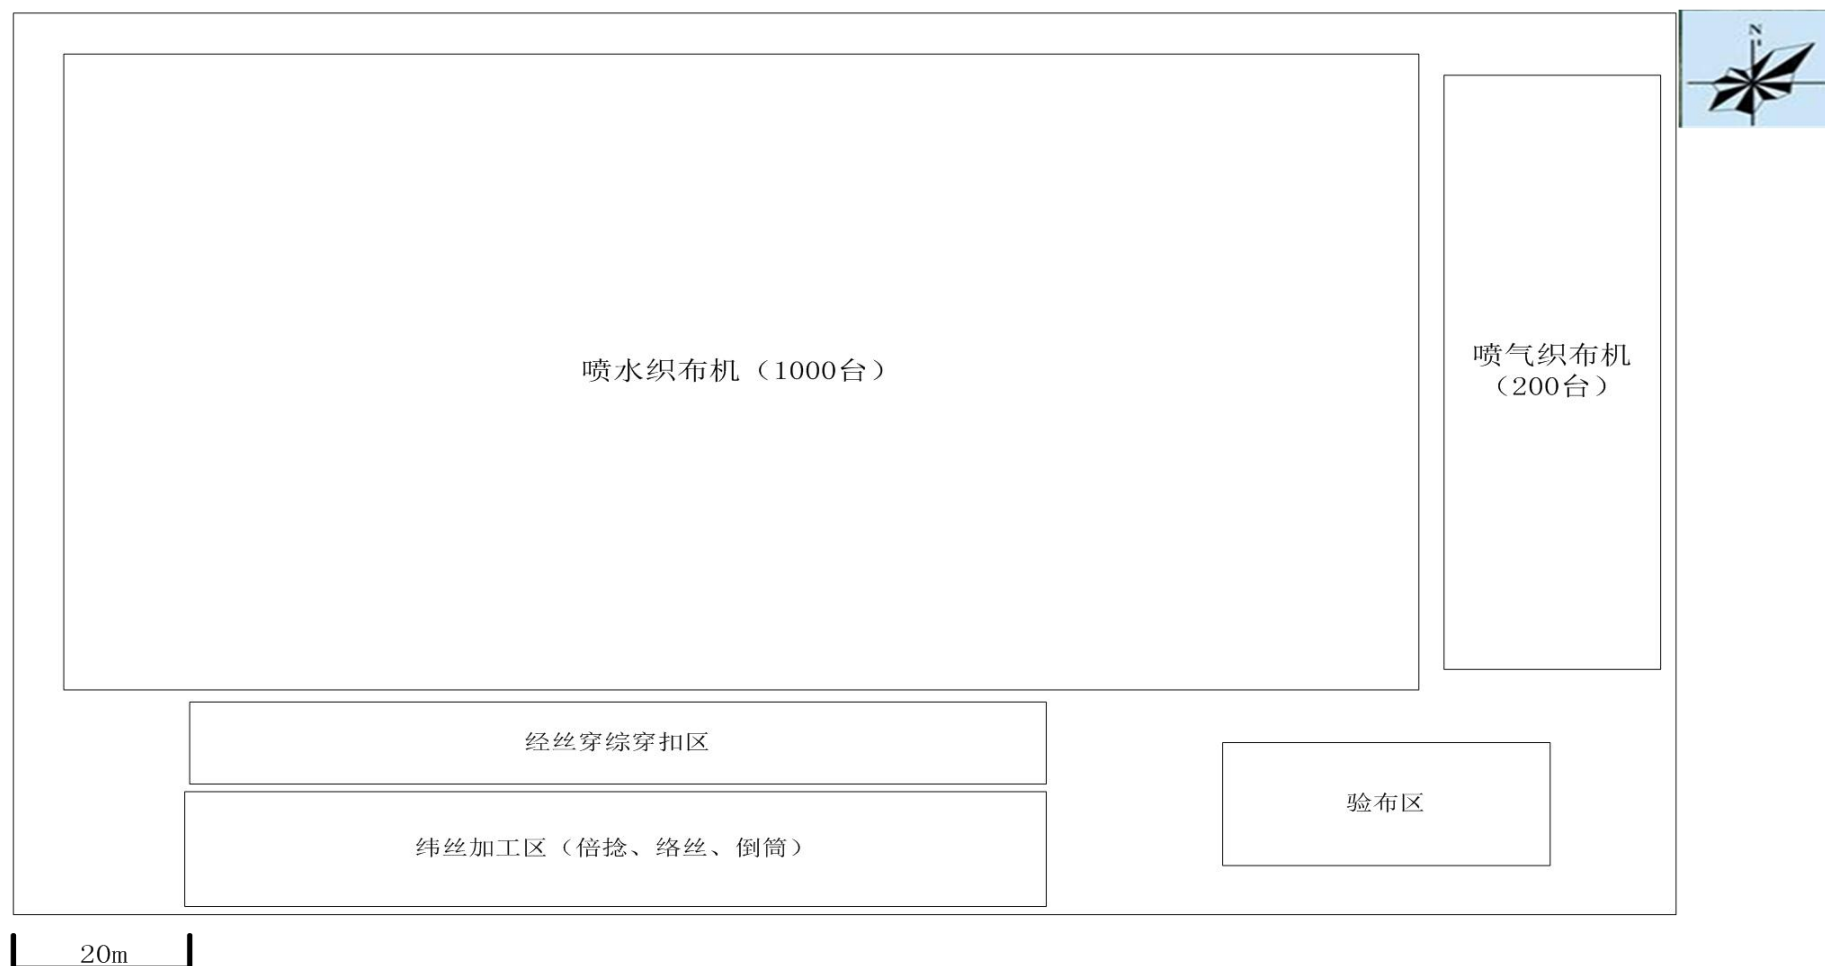 N
喷水织布机（1000台）
喷气织布机
（200台）
经丝穿综穿扣区
验布区
纬丝加工区（倍捻、络丝、倒筒）
20m